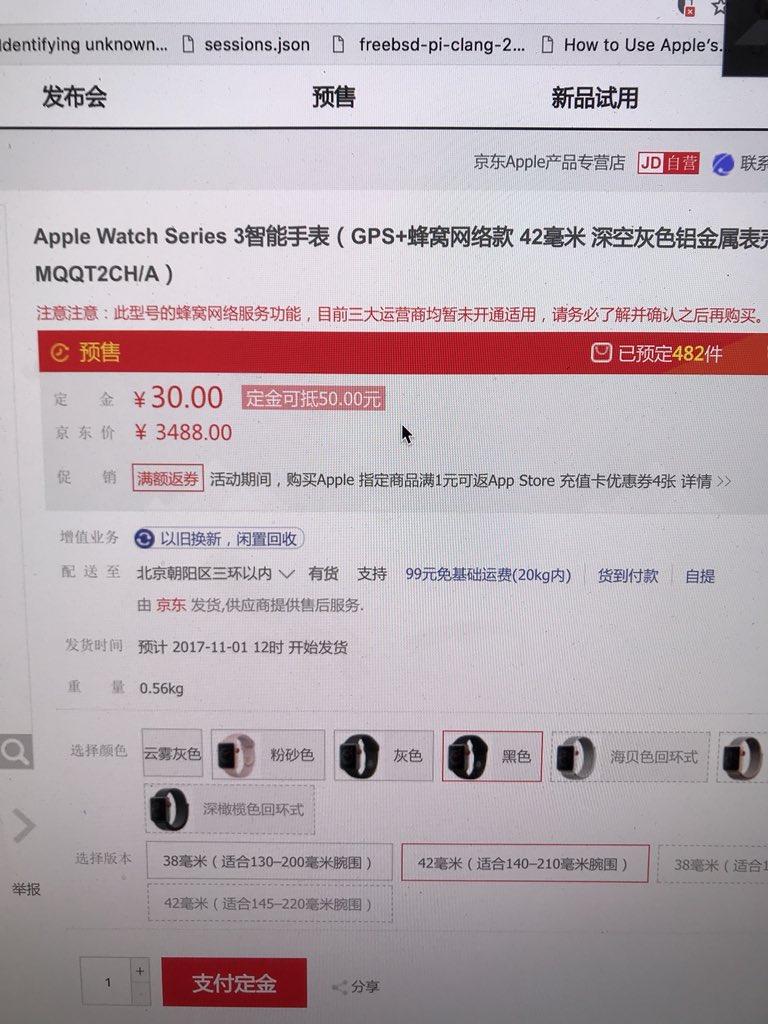 Identifying unknown... sessions.json freebsd-pi-clang-2... How to Use Apple's...
发布会 预售 新品试用
京东Apple产品专营店 JD 自营 联系
Apple Watch Series 3智能手表（GPS+蜂窝网络款 42毫米 深空灰色铝金属表壳
MQQT2CH/A）
注意注意：此型号的蜂窝网络服务功能，目前三大运营商均暂未开通适用，请务必了解并确认之后再购买。
预售 已预定482件
定金 ¥30.00 定金可抵50.00元
京东价 ¥ 3488.00
促销 满额返券 活动期间，购买Apple 指定商品满1元可返App Store 充值卡优惠券4张 详情 >>
增值业务 以旧换新，闲置回收
配送至 北京朝阳区三环以内 有货 支持 99元免基础运费(20kg内) 货到付款 自提
由 京东 发货,供应商提供售后服务.
发货时间 预计 2017-11-01 12时 开始发货
重量 0.56kg
选择颜色 云雾灰色 粉砂色 灰色 黑色 海贝色回环式
深橄榄色回环式
选择版本 38毫米（适合130–200毫米腕围） 42毫米（适合140–210毫米腕围） 38毫米（适合1
42毫米（适合145–220毫米腕围）
举报
1 + - 支付定金 分享